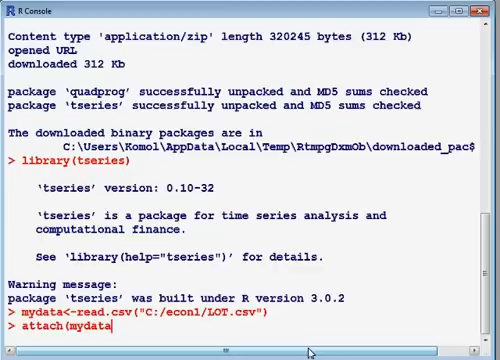 R Console
Content type 'application/zip' length 320245 bytes (312 Kb)
opened URL
downloaded 312 Kb
package 'quadprog' successfully unpacked and MD5 sums checked
package 'tseries' successfully unpacked and MD5 sums checked
The downloaded binary packages are in
C:\Users\Komol\AppData\Local\Temp\RtmpgDxmOb\downloaded_pac$
> library(tseries)
'tseries' version: 0.10-32
'tseries' is a package for time series analysis and
computational finance.
See 'library(help="tseries")' for details.
Warning message:
package 'tseries' was built under R version 3.0.2
> mydata<-read.csv("C:/econ1/LOT.csv")
> attach(mydata